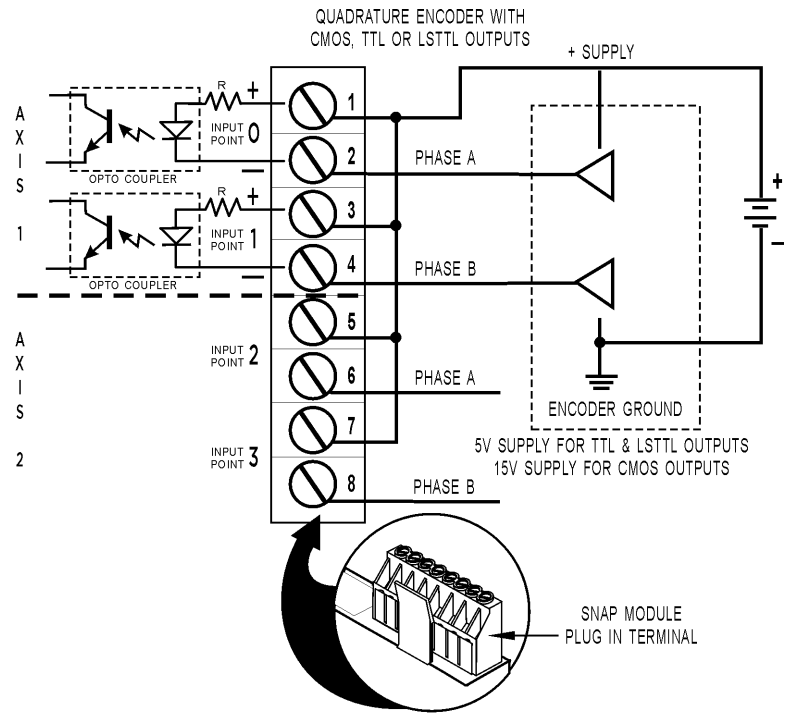 QUADRATURE ENCODER WITH
CMOS, TTL OR LSTTL OUTPUTS
+ SUPPLY
AXIS 1
R
+
INPUT
POINT 0
−
OPTO COUPLER
R
+
INPUT
POINT 1
−
OPTO COUPLER
AXIS 2
INPUT
POINT 2
INPUT
POINT 3
1
2
3
4
5
6
7
8
PHASE A
PHASE B
PHASE A
PHASE B
+
−
ENCODER GROUND
5V SUPPLY FOR TTL & LSTTL OUTPUTS
15V SUPPLY FOR CMOS OUTPUTS
SNAP MODULE
PLUG IN TERMINAL